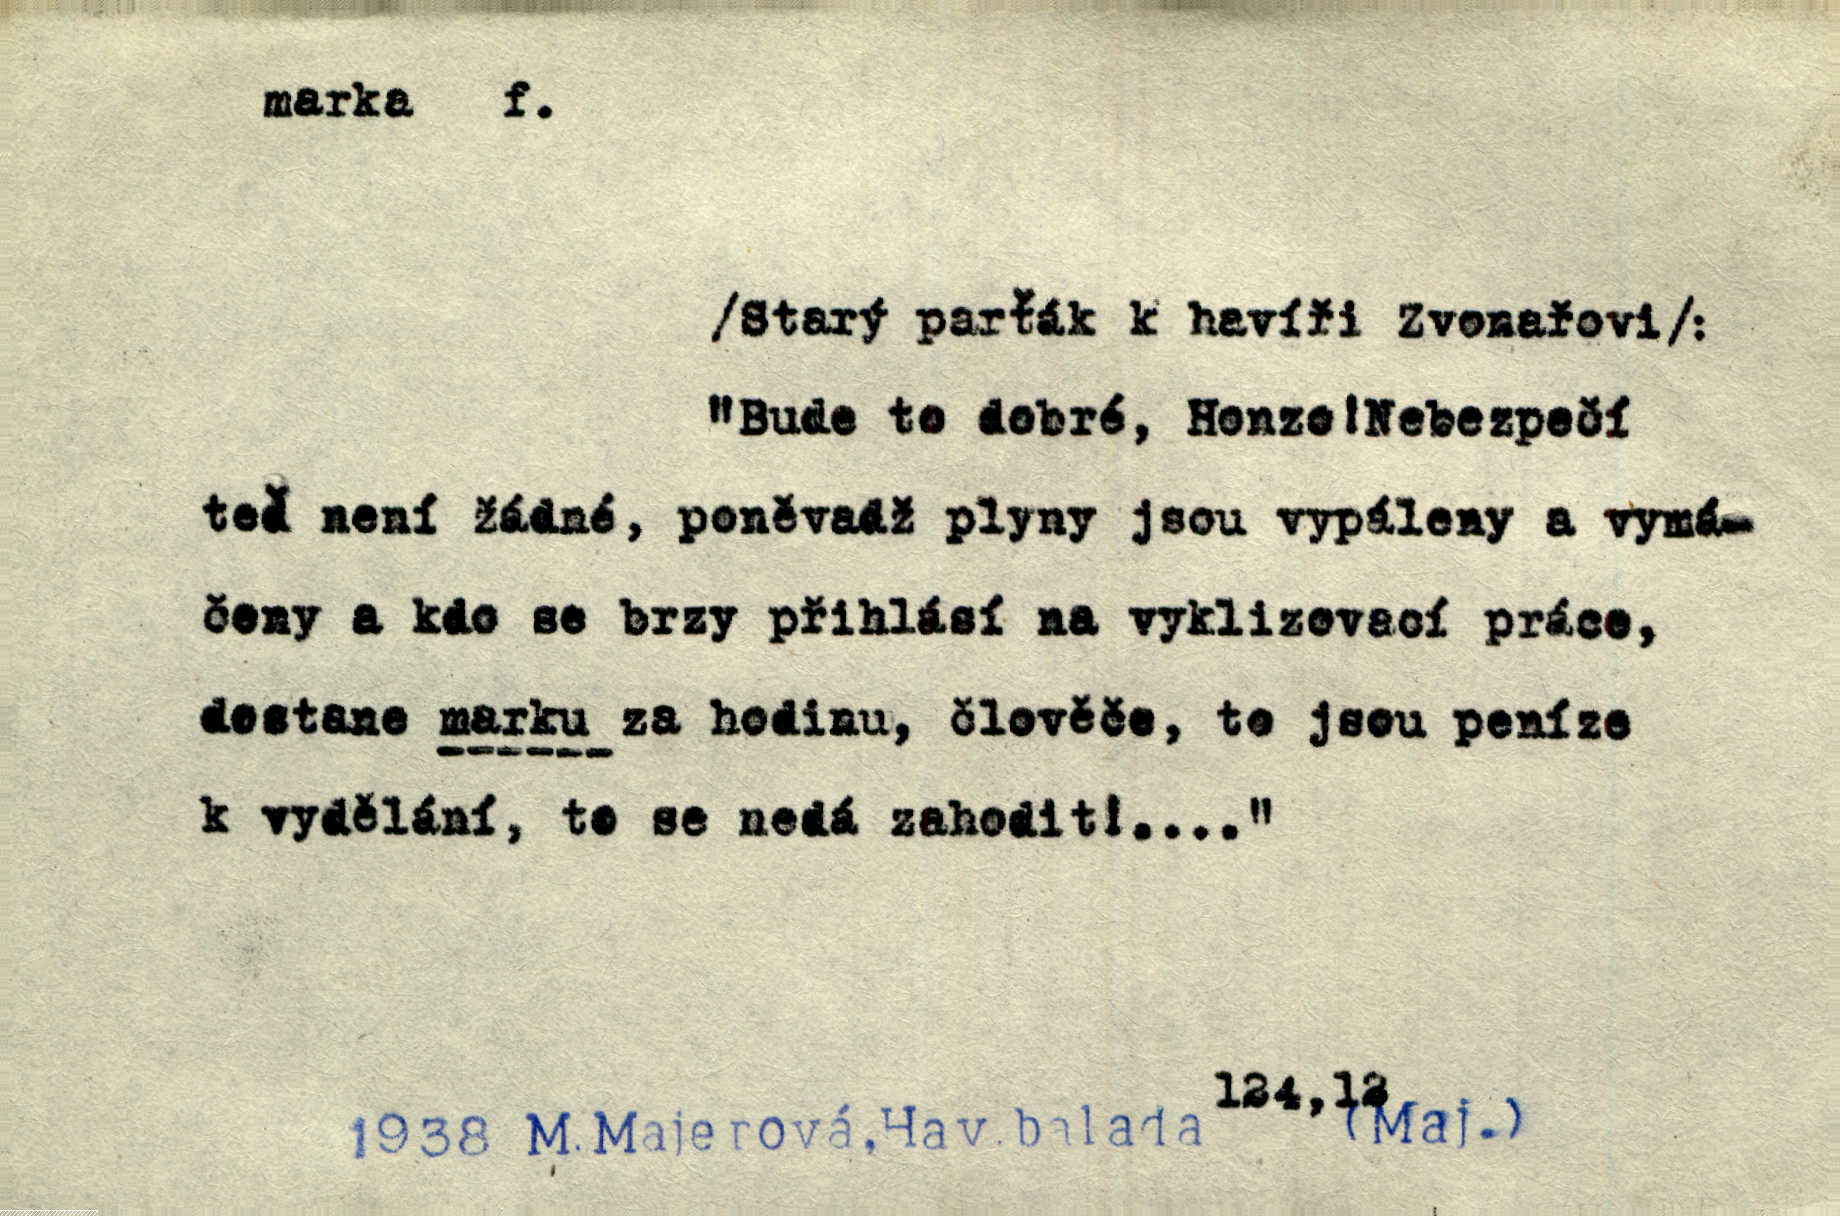 marka f.
/Starý parťák k havíři Zvonařovi/:
"Bude to dobré, Honzo!Nebezpečí
teď není žádné, poněvadž plyny jsou vypáleny a vymá-
čeny a kdo se brzy přihlásí na vyklizovací práce,
dostane marku za hodinu, člověče, to jsou peníze
k vydělání, to se nedá zahodit!...."
124,12
1938 M.Majerová,Hav.balada (Maj.)